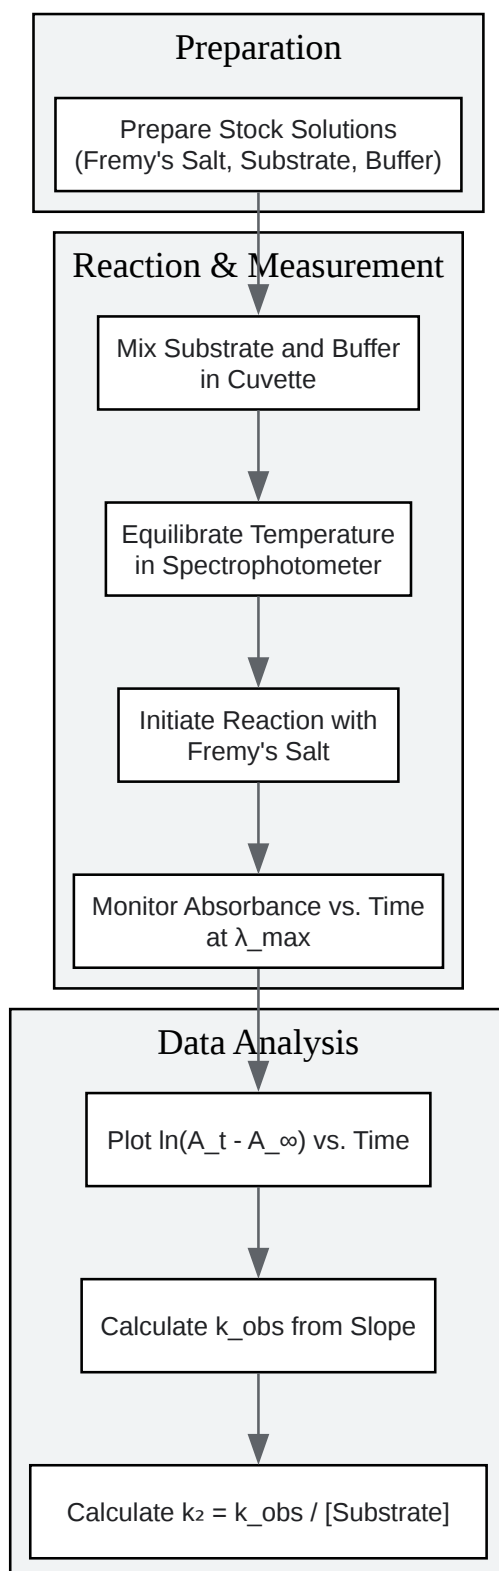 Preparation
Prepare Stock Solutions
(Fremy's Salt, Substrate, Buffer)
Reaction & Measurement
Mix Substrate and Buffer
in Cuvette
Equilibrate Temperature
in Spectrophotometer
Initiate Reaction with
Fremy's Salt
Monitor Absorbance vs. Time
at λ_max
Data Analysis
Plot ln(A_t - A_∞) vs. Time
Calculate k_obs from Slope
Calculate k₂ = k_obs / [Substrate]